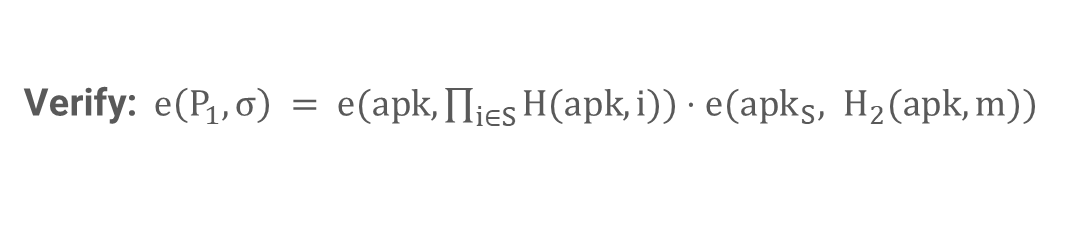 Verify: e(P₁,σ) = e(apk,∏ᵢ∈S H(apk,i)) · e(apkS, H₂(apk,m))